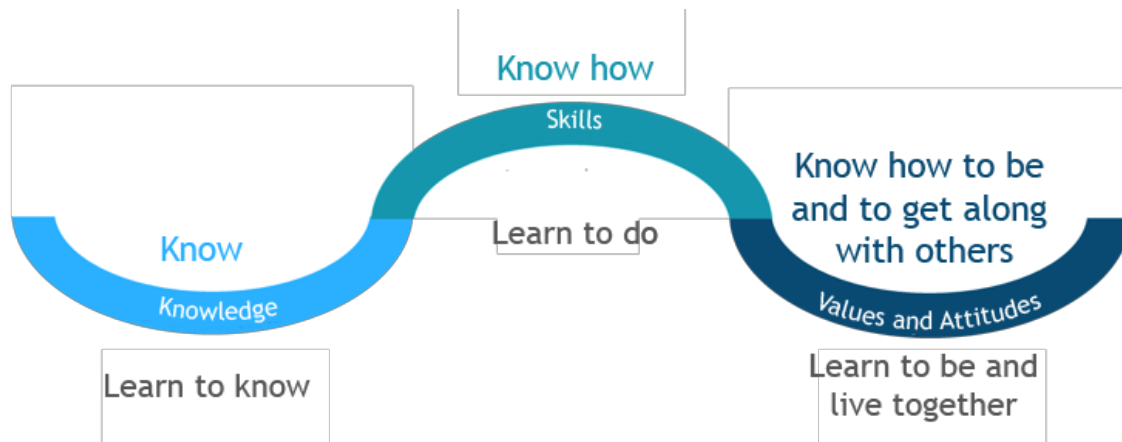 Know
Knowledge
Learn to know
Know how
Skills
Learn to do
Know how to be
and to get along
with others
Values and Attitudes
Learn to be and
live together